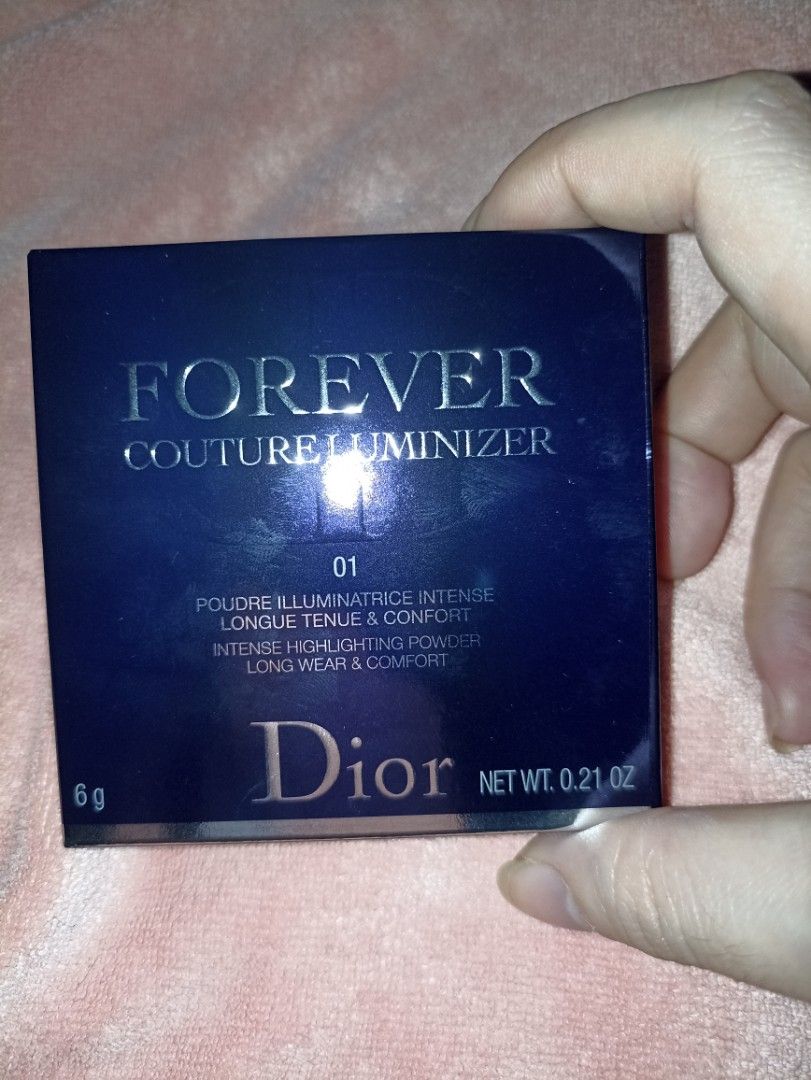 FOREVER
COUTURE LUMINIZER
01
POUDRE ILLUMINATRICE INTENSE
LONGUE TENUE & CONFORT
INTENSE HIGHLIGHTING POWDER
LONG WEAR & COMFORT
Dior
6 g
NET WT. 0.21 OZ